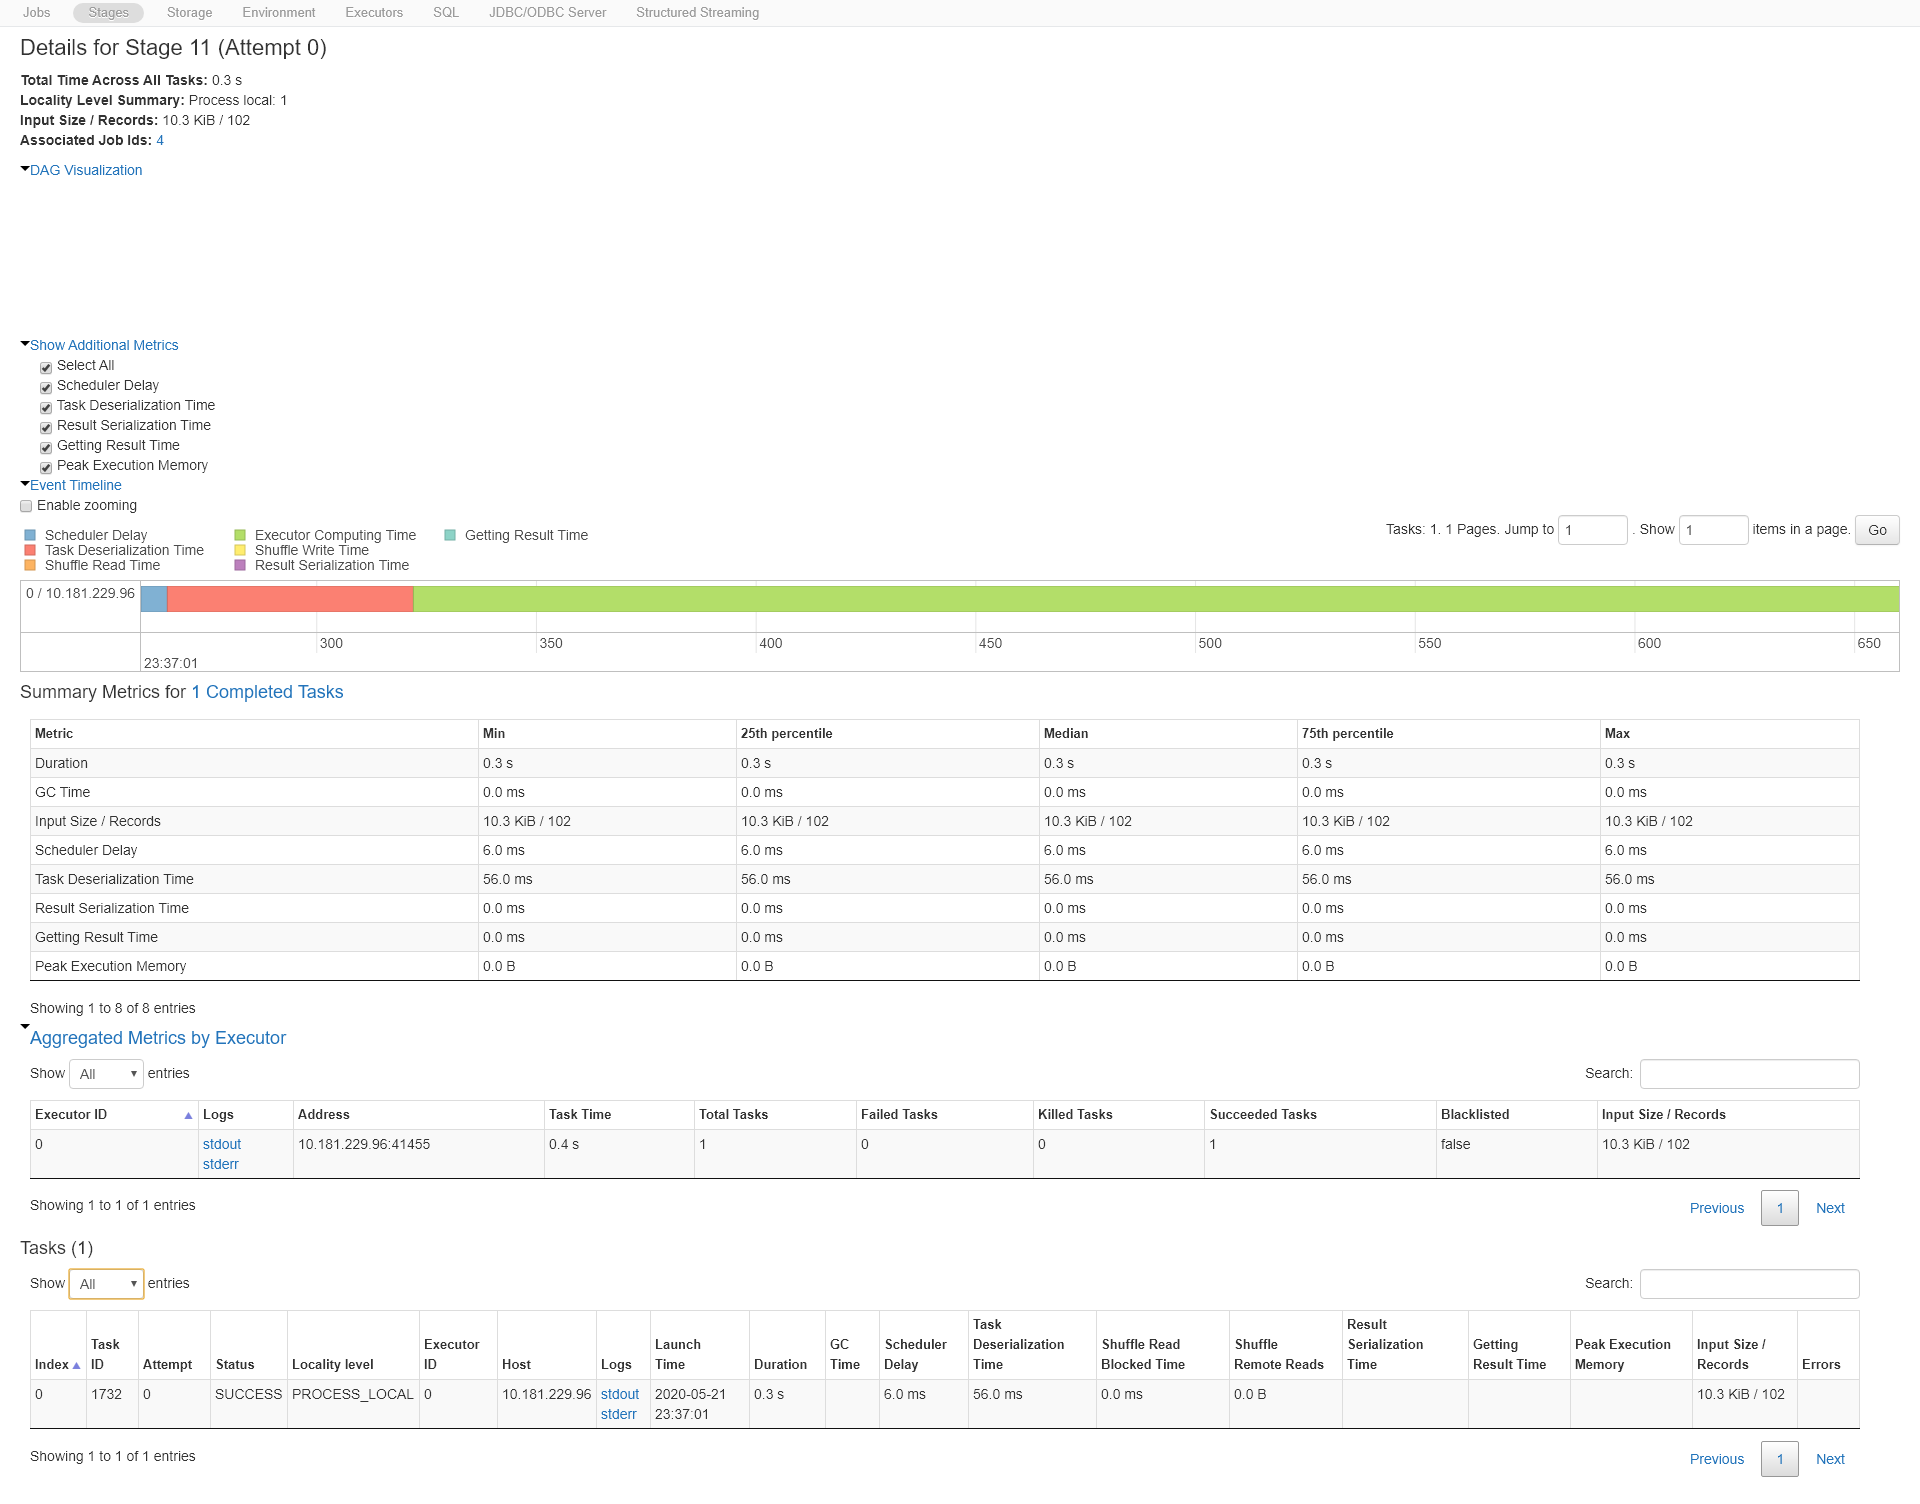 Jobs Stages Storage Environment Executors SQL JDBC/ODBC Server Structured Streaming
Details for Stage 11 (Attempt 0)
Total Time Across All Tasks: 0.3 s
Locality Level Summary: Process local: 1
Input Size / Records: 10.3 KiB / 102
Associated Job Ids: 4
DAG Visualization
Show Additional Metrics
Select All
Scheduler Delay
Task Deserialization Time
Result Serialization Time
Getting Result Time
Peak Execution Memory
Event Timeline
Enable zooming
Tasks: 1. 1 Pages. Jump to 1 . Show 1 items in a page. Go
Scheduler Delay Executor Computing Time Getting Result Time
Task Deserialization Time Shuffle Write Time
Shuffle Read Time Result Serialization Time
0 / 10.181.229.96
300 350 400 450 500 550 600 650
23:37:01
Summary Metrics for 1 Completed Tasks
Metric Min 25th percentile Median 75th percentile Max
Duration 0.3 s 0.3 s 0.3 s 0.3 s 0.3 s
GC Time 0.0 ms 0.0 ms 0.0 ms 0.0 ms 0.0 ms
Input Size / Records 10.3 KiB / 102 10.3 KiB / 102 10.3 KiB / 102 10.3 KiB / 102 10.3 KiB / 102
Scheduler Delay 6.0 ms 6.0 ms 6.0 ms 6.0 ms 6.0 ms
Task Deserialization Time 56.0 ms 56.0 ms 56.0 ms 56.0 ms 56.0 ms
Result Serialization Time 0.0 ms 0.0 ms 0.0 ms 0.0 ms 0.0 ms
Getting Result Time 0.0 ms 0.0 ms 0.0 ms 0.0 ms 0.0 ms
Peak Execution Memory 0.0 B 0.0 B 0.0 B 0.0 B 0.0 B
Showing 1 to 8 of 8 entries
Aggregated Metrics by Executor
Show All entries Search:
Executor ID Logs Address Task Time Total Tasks Failed Tasks Killed Tasks Succeeded Tasks Blacklisted Input Size / Records
0 stdout 10.181.229.96:41455 0.4 s 1 0 0 1 false 10.3 KiB / 102
stderr
Showing 1 to 1 of 1 entries
Previous 1 Next
Tasks (1)
Show All entries Search:
Task Result
Task Executor Launch GC Scheduler Deserialization Shuffle Read Shuffle Serialization Getting Peak Execution Input Size /
Index ID Attempt Status Locality level ID Host Logs Time Duration Time Delay Time Blocked Time Remote Reads Time Result Time Memory Records Errors
0 1732 0 SUCCESS PROCESS_LOCAL 0 10.181.229.96 stdout 2020-05-21 0.3 s 6.0 ms 56.0 ms 0.0 ms 0.0 B 10.3 KiB / 102
stderr 23:37:01
Showing 1 to 1 of 1 entries
Previous 1 Next